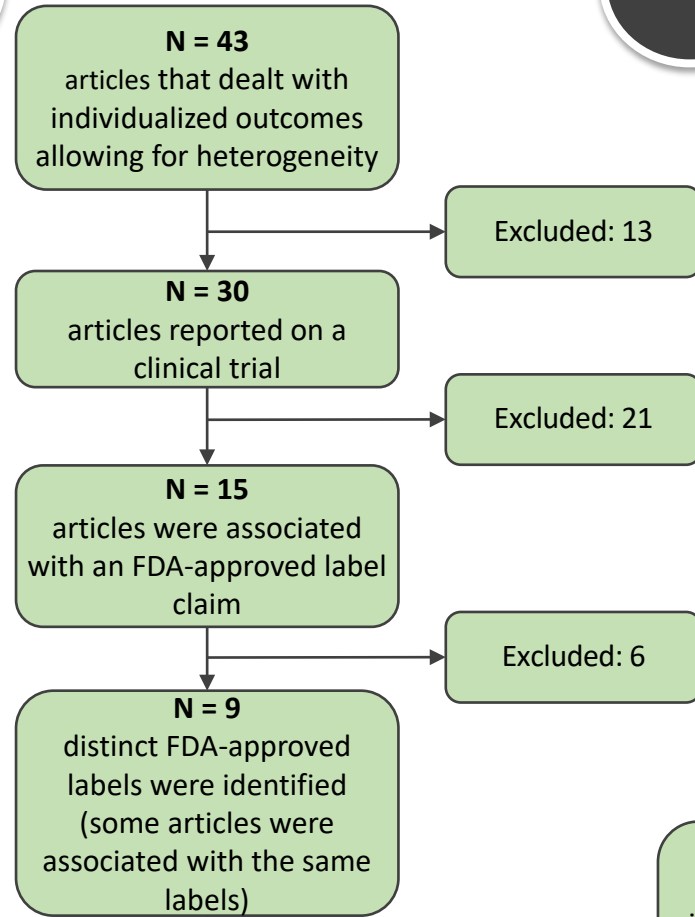 N = 43
articles that dealt with
individualized outcomes
allowing for heterogeneity
Excluded: 13
N = 30
articles reported on a
clinical trial
Excluded: 21
N = 15
articles were associated
with an FDA-approved label
claim
Excluded: 6
N = 9
distinct FDA-approved
labels were identified
(some articles were
associated with the same
labels)